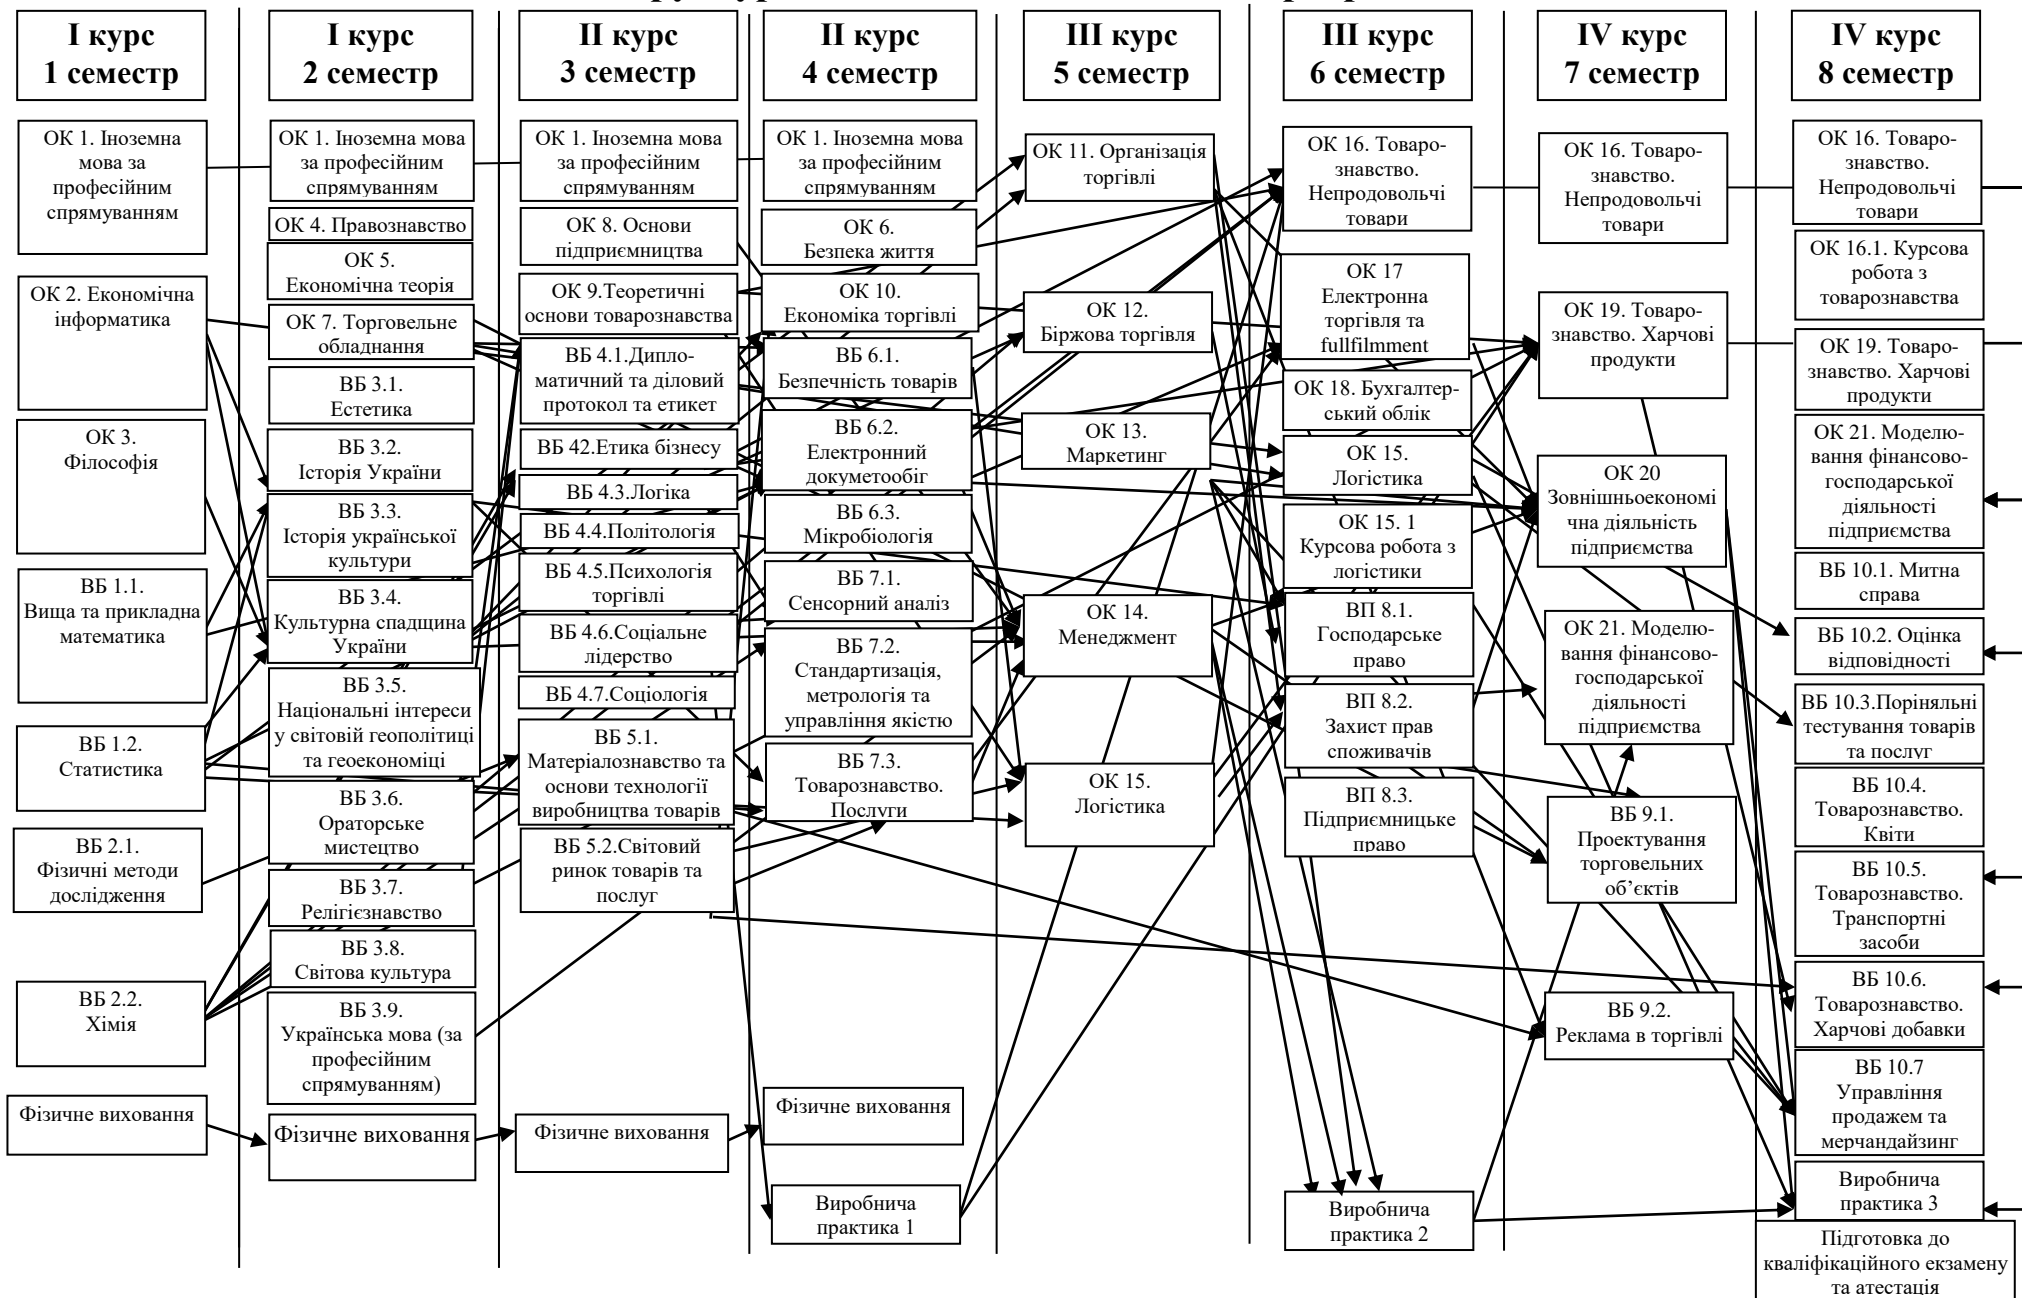 І курс
1 семестр
І курс
2 семестр
ІІ курс
3 семестр
ІІ курс
4 семестр
ІІІ курс
5 семестр
ІІІ курс
6 семестр
IV курс
7 семестр
IV курс
8 семестр
ОК 1. Іноземна
мова за
професійним
спрямуванням
ОК 2. Економічна
інформатика
ОК 3.
Філософія
ВБ 1.1.
Вища та прикладна
математика
ВБ 1.2.
Статистика
ВБ 2.1.
Фізичні методи
дослідження
ВБ 2.2.
Хімія
Фізичне виховання
ОК 1. Іноземна мова
за професійним
спрямуванням
ОК 4. Правознавство
ОК 5.
Економічна теорія
ОК 7. Торговельне
обладнання
ВБ 3.1.
Естетика
ВБ 3.2.
Історія України
ВБ 3.3.
Історія української
культури
ВБ 3.4.
Культурна спадщина
України
ВБ 3.5.
Національні інтереси
у світовій геополітиці
та геоекономіці
ВБ 3.6.
Ораторське
мистецтво
ВБ 3.7.
Релігієзнавство
ВБ 3.8.
Світова культура
ВБ 3.9.
Українська мова (за
професійним
спрямуванням)
Фізичне виховання
ОК 1. Іноземна мова
за професійним
спрямуванням
ОК 8. Основи
підприємництва
ОК 9.Теоретичні
основи товарознавства
ВБ 4.1.Дипло-
матичний та діловий
протокол та етикет
ВБ 42.Етика бізнесу
ВБ 4.3.Логіка
ВБ 4.4.Політологія
ВБ 4.5.Психологія
торгівлі
ВБ 4.6.Соціальне
лідерство
ВБ 4.7.Соціологія
ВБ 5.1.
Матеріалознавство та
основи технології
виробництва товарів
ВБ 5.2.Світовий
ринок товарів та
послуг
Фізичне виховання
ОК 1. Іноземна мова
за професійним
спрямуванням
ОК 6.
Безпека життя
ОК 10.
Економіка торгівлі
ВБ 6.1.
Безпечність товарів
ВБ 6.2.
Електронний
докуметообіг
ВБ 6.3.
Мікробіологія
ВБ 7.1.
Сенсорний аналіз
ВБ 7.2.
Стандартизація,
метрологія та
управління якістю
ВБ 7.3.
Товарознавство.
Послуги
Фізичне виховання
Виробнича
практика 1
ОК 11. Організація
торгівлі
ОК 12.
Біржова торгівля
ОК 13.
Маркетинг
ОК 14.
Менеджмент
ОК 15.
Логістика
ОК 16. Товаро-
знавство.
Непродовольчі
товари
ОК 17
Електронна
торгівля та
fullfilmment
ОК 18. Бухгалтер-
ський облік
ОК 15.
Логістика
ОК 15. 1
Курсова робота з
логістики
ВП 8.1.
Господарське
право
ВП 8.2.
Захист прав
споживачів
ВП 8.3.
Підприємницьке
право
Виробнича
практика 2
ОК 16. Товаро-
знавство.
Непродовольчі
товари
ОК 19. Товаро-
знавство. Харчові
продукти
ОК 20
Зовнішньоекономі
чна діяльність
підприємства
ОК 21. Моделю-
вання фінансово-
господарської
діяльності
підприємства
ВБ 9.1.
Проектування
торговельних
об’єктів
ВБ 9.2.
Реклама в торгівлі
ОК 16. Товаро-
знавство.
Непродовольчі
товари
ОК 16.1. Курсова
робота з
товарознавства
ОК 19. Товаро-
знавство. Харчові
продукти
ОК 21. Моделю-
вання фінансово-
господарської
діяльності
підприємства
ВБ 10.1. Митна
справа
ВБ 10.2. Оцінка
відповідності
ВБ 10.3.Поріняльні
тестування товарів
та послуг
ВБ 10.4.
Товарознавство.
Квіти
ВБ 10.5.
Товарознавство.
Транспортні
засоби
ВБ 10.6.
Товарознавство.
Харчові добавки
ВБ 10.7
Управління
продажем та
мерчандайзинг
Виробнича
практика 3
Підготовка до
кваліфікаційного екзамену
та атестація